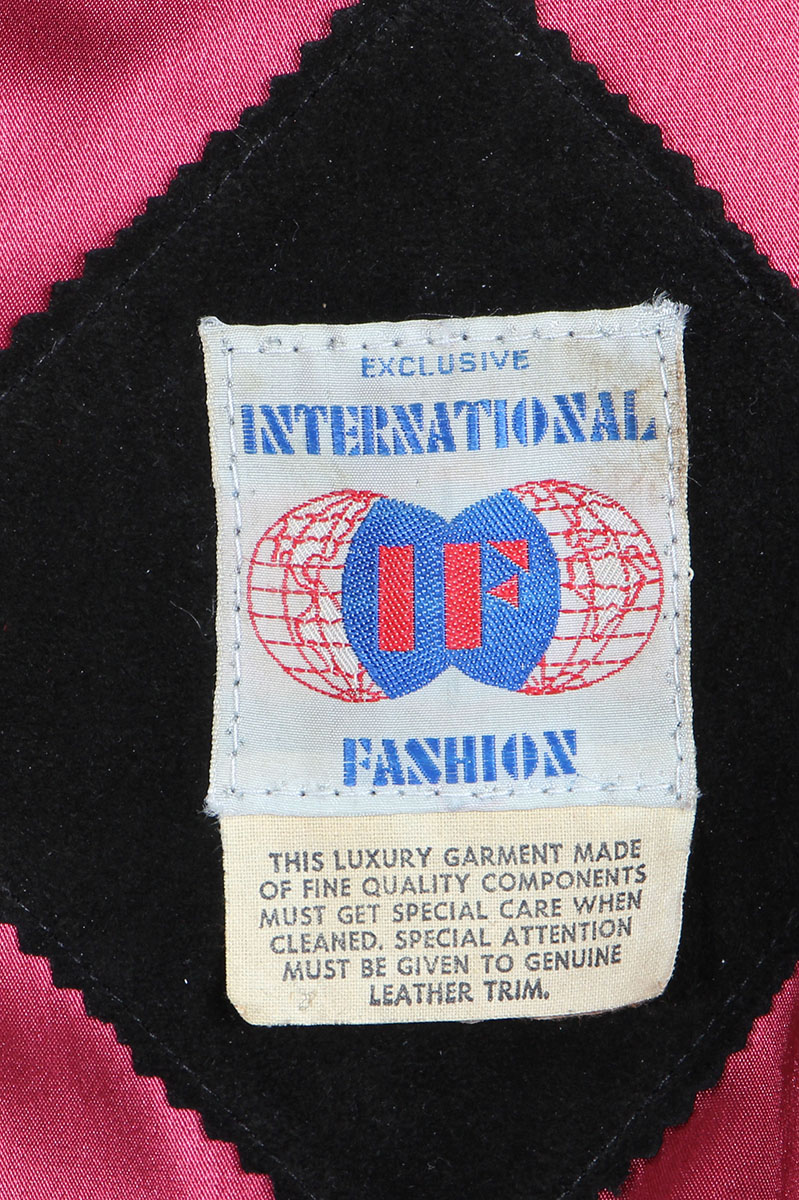 EXCLUSIVE
INTERNATIONAL
IF
FASHION
THIS LUXURY GARMENT MADE
OF FINE QUALITY COMPONENTS
MUST GET SPECIAL CARE WHEN
CLEANED. SPECIAL ATTENTION
MUST BE GIVEN TO GENUINE
LEATHER TRIM.